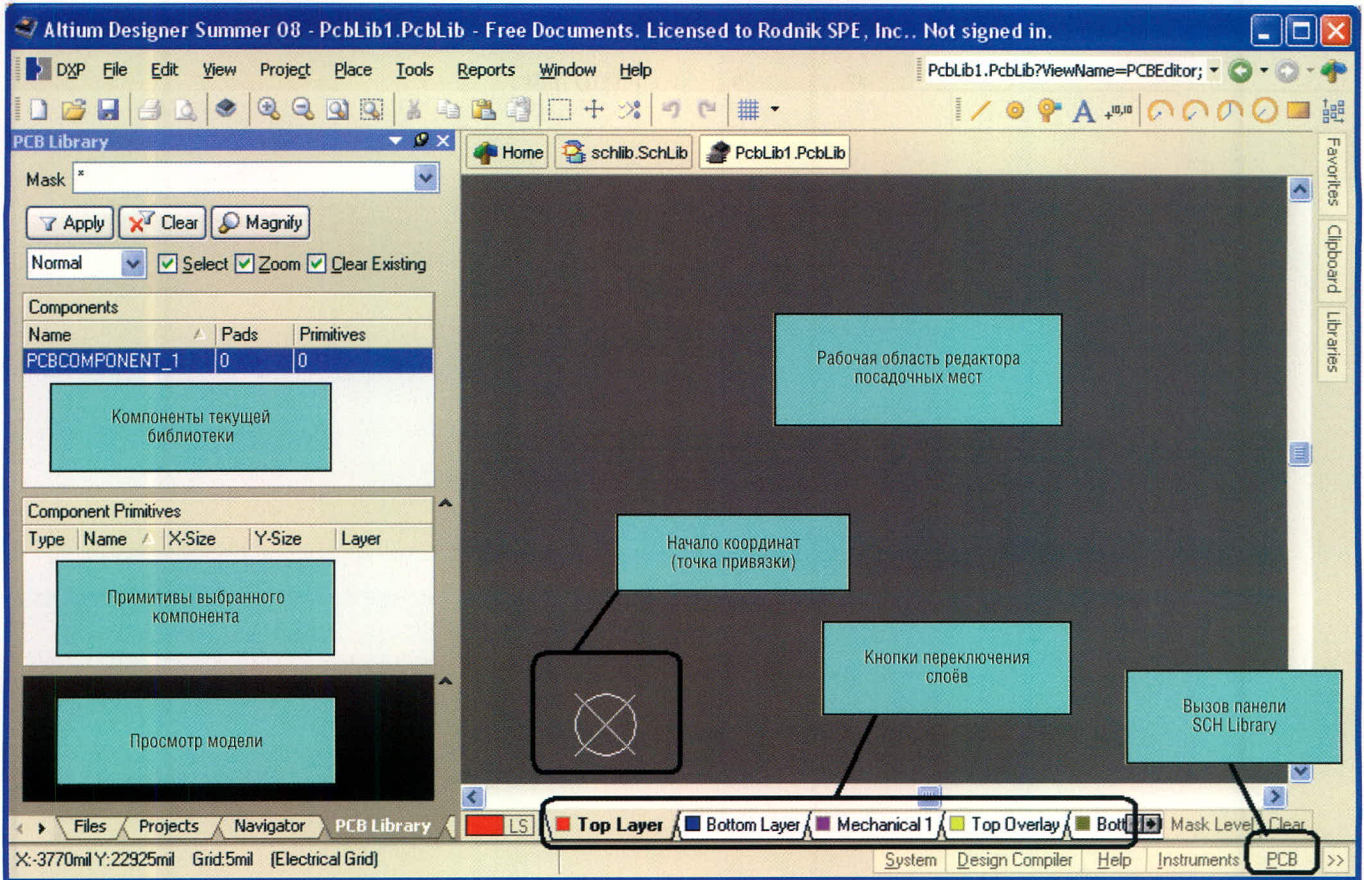 Altium Designer Summer 08 - PcbLib1.PcbLib - Free Documents. Licensed to Rodnik SPE, Inc.. Not signed in.
DXP File Edit View Project Place Tools Reports Window Help
PcbLib1.PcbLib?ViewName=PCBEditor;
A +10,10
PCB Library
Home schlib.SchLib PcbLib1.PcbLib
Favorites
Clipboard
Libraries
Mask *
Apply Clear Magnify
Normal Select Zoom Clear Existing
Components
Name Pads Primitives
PCBCOMPONENT_1 0 0
Компоненты текущей
библиотеки
Рабочая область редактора
посадочных мест
Component Primitives
Type Name X-Size Y-Size Layer
Примитивы выбранного
компонента
Начало координат
(точка привязки)
Кнопки переключения
слоёв
Просмотр модели
Вызов панели
SCH Library
Files Projects Navigator PCB Library
LS Top Layer Bottom Layer Mechanical 1 Top Overlay Bott Mask Level Clear
X:-3770mil Y:22925mil Grid:5mil (Electrical Grid)
System Design Compiler Help Instruments PCB >>